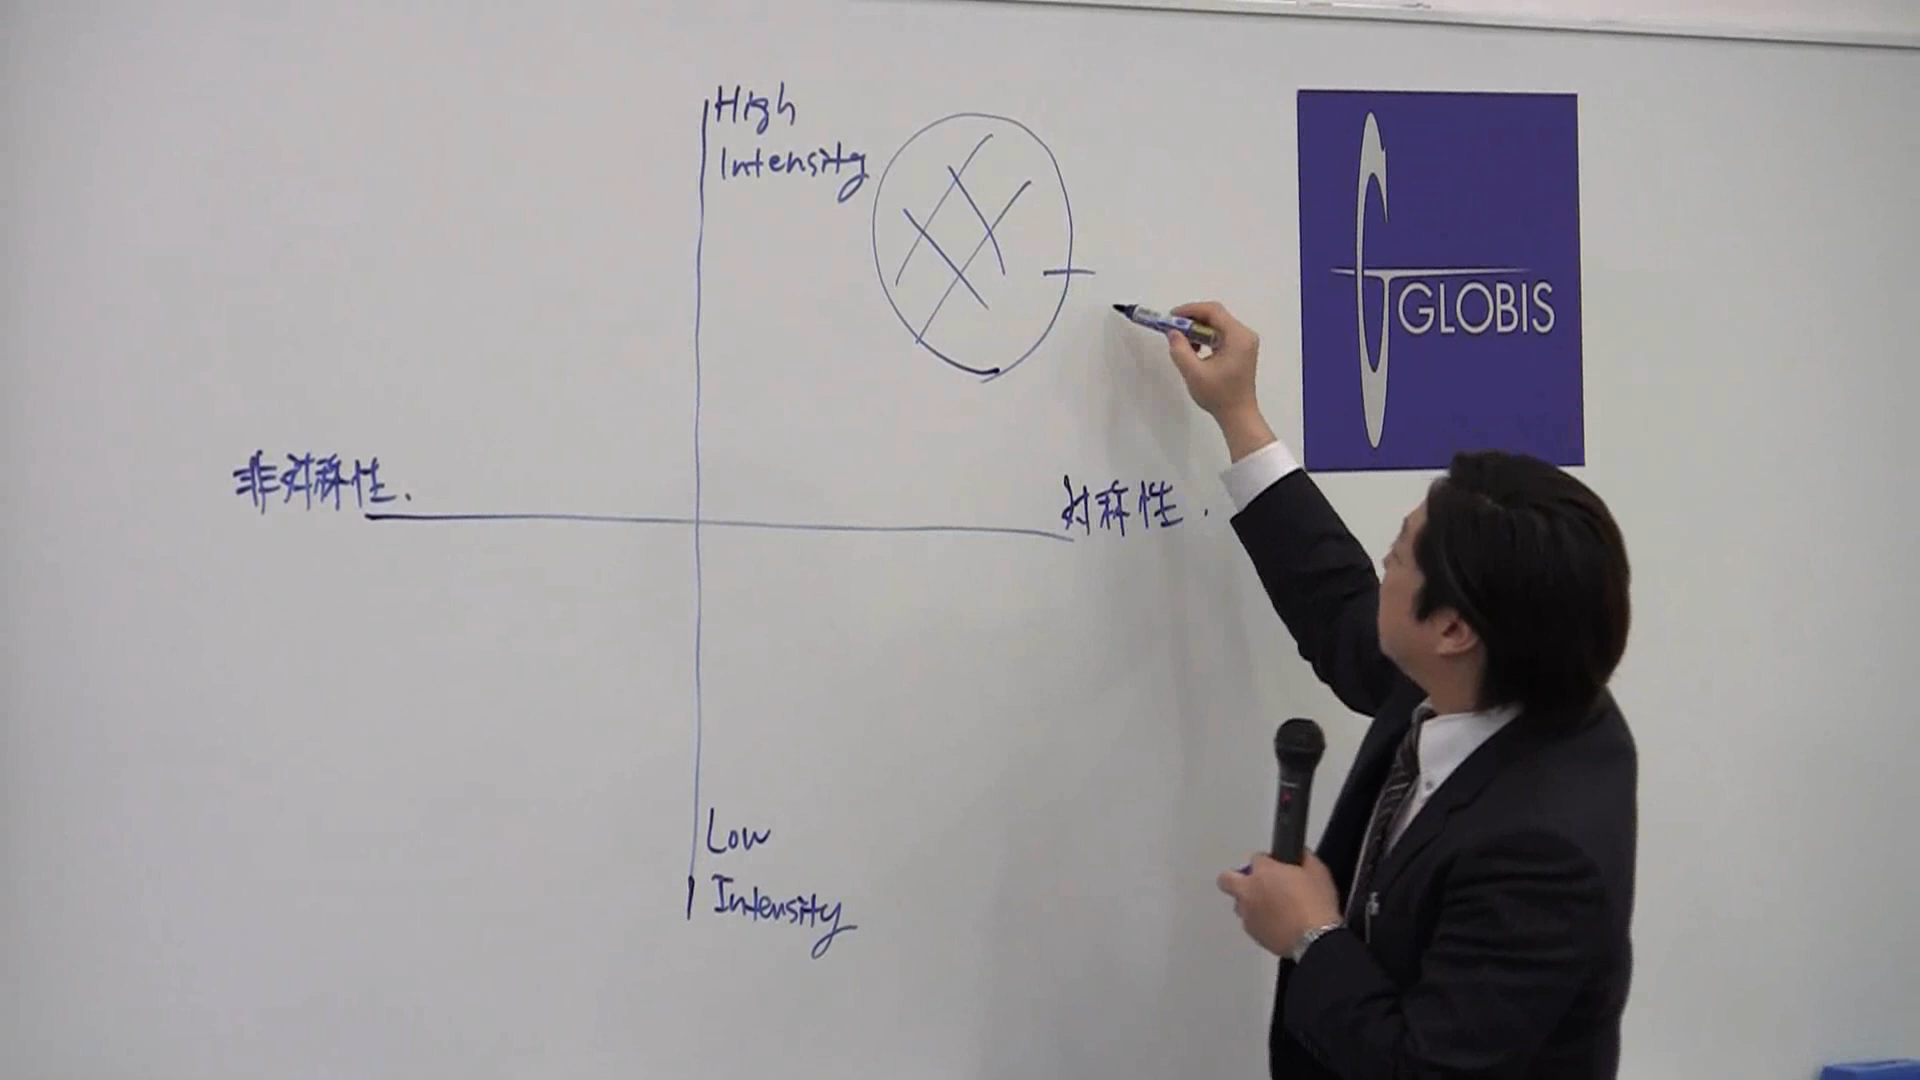 High
Intensity
GLOBIS
非対称性.
対称性.
Low
Intensity